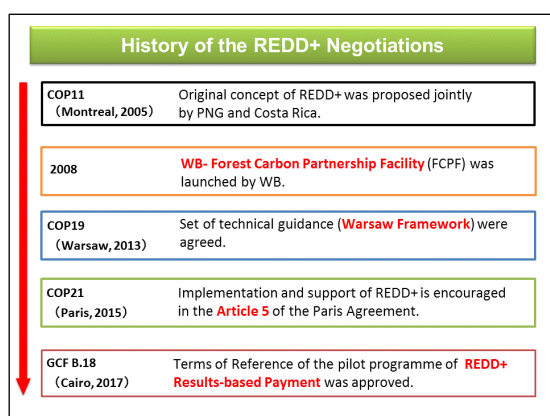 History of the REDD+ Negotiations
COP11
（Montreal, 2005）
Original concept of REDD+ was proposed jointly
by PNG and Costa Rica.
2008
WB- Forest Carbon Partnership Facility (FCPF) was
launched by WB.
COP19
（Warsaw, 2013）
Set of technical guidance (Warsaw Framework) were
agreed.
COP21
（Paris, 2015）
Implementation and support of REDD+ is encouraged
in the Article 5 of the Paris Agreement.
GCF B.18
（Cairo, 2017）
Terms of Reference of the pilot programme of REDD+
Results-based Payment was approved.